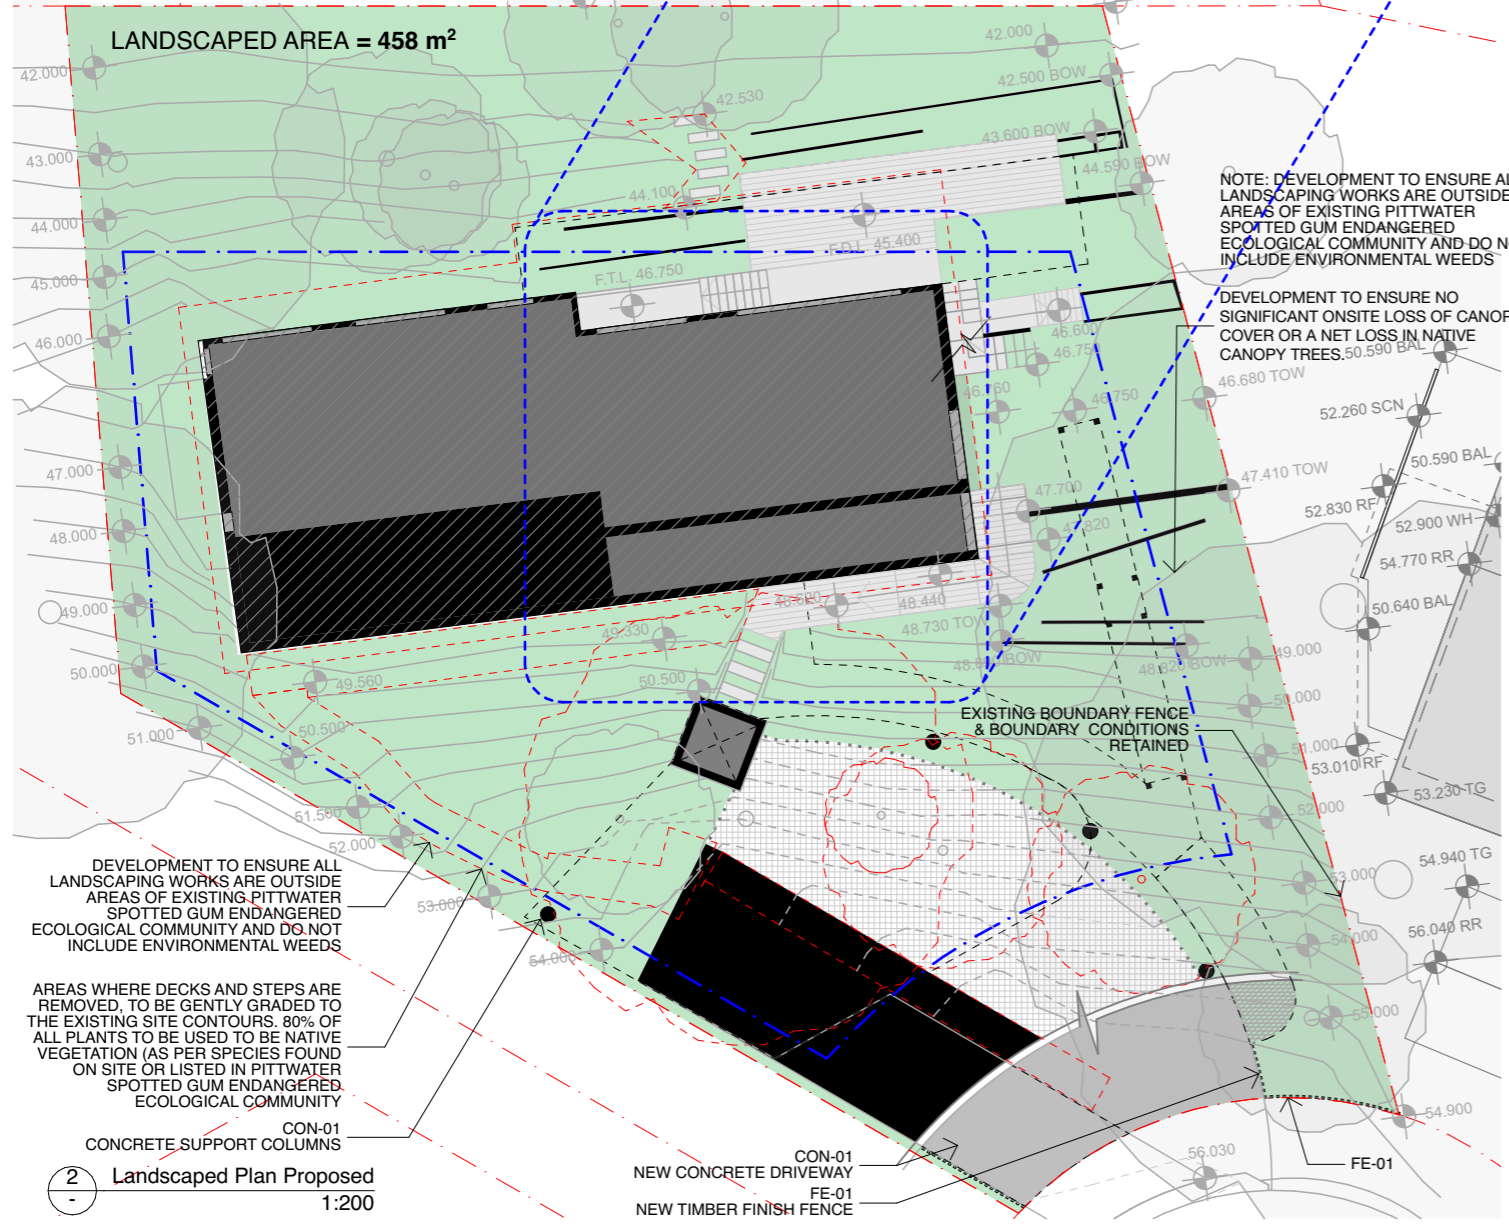 LANDSCAPED AREA = 458 m²
42.000
42.530
42.000
42.500 BOW
43.600 BOW
44.590 BOW
43.000
44.100
44.000
F.D.L. 45.400
F.T.L. 46.750
45.000
46.000
NOTE: DEVELOPMENT TO ENSURE AL
LANDSCAPING WORKS ARE OUTSIDE
AREAS OF EXISTING PITTWATER
SPOTTED GUM ENDANGERED
ECOLOGICAL COMMUNITY AND DO N
INCLUDE ENVIRONMENTAL WEEDS
DEVELOPMENT TO ENSURE NO
SIGNIFICANT ONSITE LOSS OF CANOP
COVER OR A NET LOSS IN NATIVE
CANOPY TREES.
50.590 BAL
46.600
46.750
46.760
46.750
46.680 TOW
52.260 SCN
50.590 BAL
47.000
47.410 TOW
47.700
52.830 RF
52.900 WH
48.000
47.820
54.770 RR
49.000
48.620
48.440
50.640 BAL
49.330
48.730 TOW
48.820 BOW
49.000
50.000
49.560
50.500
50.000
51.000
50.500
EXISTING BOUNDARY FENCE
& BOUNDARY CONDITIONS
RETAINED
51.000
53.010 RF
53.230 TG
51.500
52.000
52.000
DEVELOPMENT TO ENSURE ALL
LANDSCAPING WORKS ARE OUTSIDE
AREAS OF EXISTING PITTWATER
SPOTTED GUM ENDANGERED
ECOLOGICAL COMMUNITY AND DO NOT
INCLUDE ENVIRONMENTAL WEEDS
53.000
53.000
54.940 TG
54.000
54.000
56.040 RR
AREAS WHERE DECKS AND STEPS ARE
REMOVED, TO BE GENTLY GRADED TO
THE EXISTING SITE CONTOURS. 80% OF
ALL PLANTS TO BE USED TO BE NATIVE
VEGETATION (AS PER SPECIES FOUND
ON SITE OR LISTED IN PITTWATER
SPOTTED GUM ENDANGERED
ECOLOGICAL COMMUNITY
55.000
54.900
CON-01
CONCRETE SUPPORT COLUMNS
56.030
CON-01
NEW CONCRETE DRIVEWAY
FE-01
NEW TIMBER FINISH FENCE
FE-01
2
-
Landscaped Plan Proposed
1:200